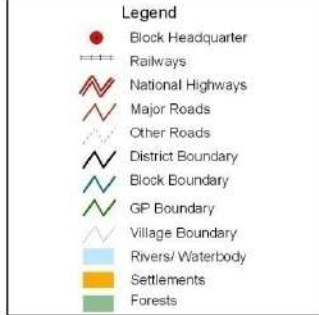 Legend
Block Headquarter
Railways
National Highways
Major Roads
Other Roads
District Boundary
Block Boundary
GP Boundary
Village Boundary
Rivers/ Waterbody
Settlements
Forests